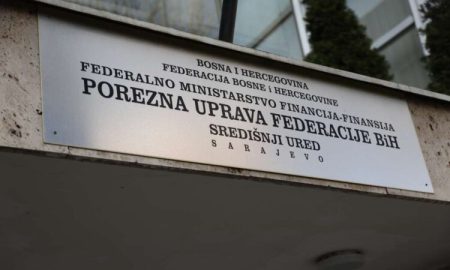 BOSNA I HERCEGOVINA
FEDERACIJA BOSNE I HERCEGOVINE
FEDERALNO MINISTARSTVO FINANCIJA-FINANSIJA
POREZNA UPRAVA FEDERACIJE BiH
SREDIŠNJI URED
SARAJEVO